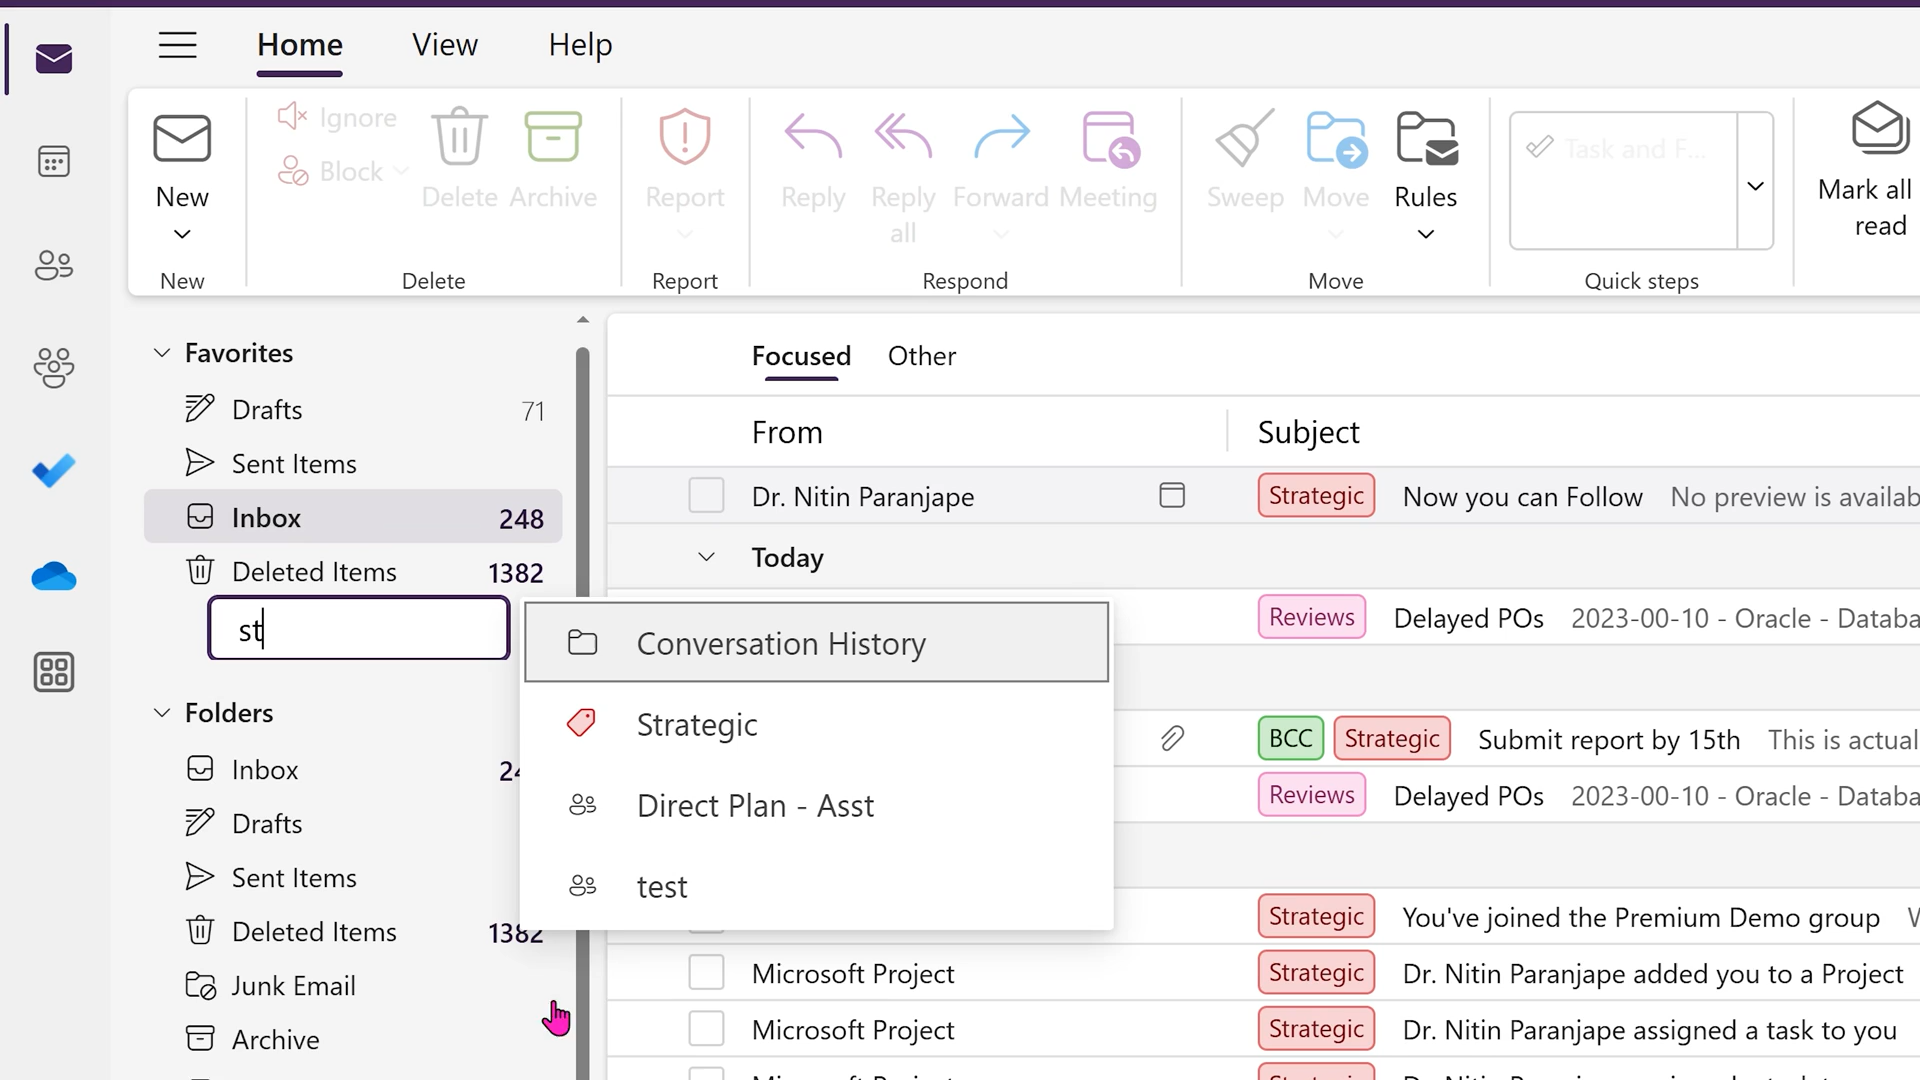 Home View Help
New
New
Ignore
Block
Delete
Archive
Delete
Report
Report
Reply
Reply all
Forward
Meeting
Respond
Sweep
Move
Rules
Move
Task and F...
Quick steps
Mark all read
Favorites
Drafts 71
Sent Items
Inbox 248
Deleted Items 1382
st
Conversation History
Strategic
Direct Plan - Asst
test
Folders
Inbox
Drafts
Sent Items
Deleted Items 1382
Junk Email
Archive
Focused Other
From Subject
Dr. Nitin Paranjape Strategic Now you can Follow No preview is availab
Today
Reviews Delayed POs 2023-00-10 - Oracle - Databa
BCC Strategic Submit report by 15th This is actual
Reviews Delayed POs 2023-00-10 - Oracle - Databa
Strategic You've joined the Premium Demo group
Microsoft Project Strategic Dr. Nitin Paranjape added you to a Project
Microsoft Project Strategic Dr. Nitin Paranjape assigned a task to you